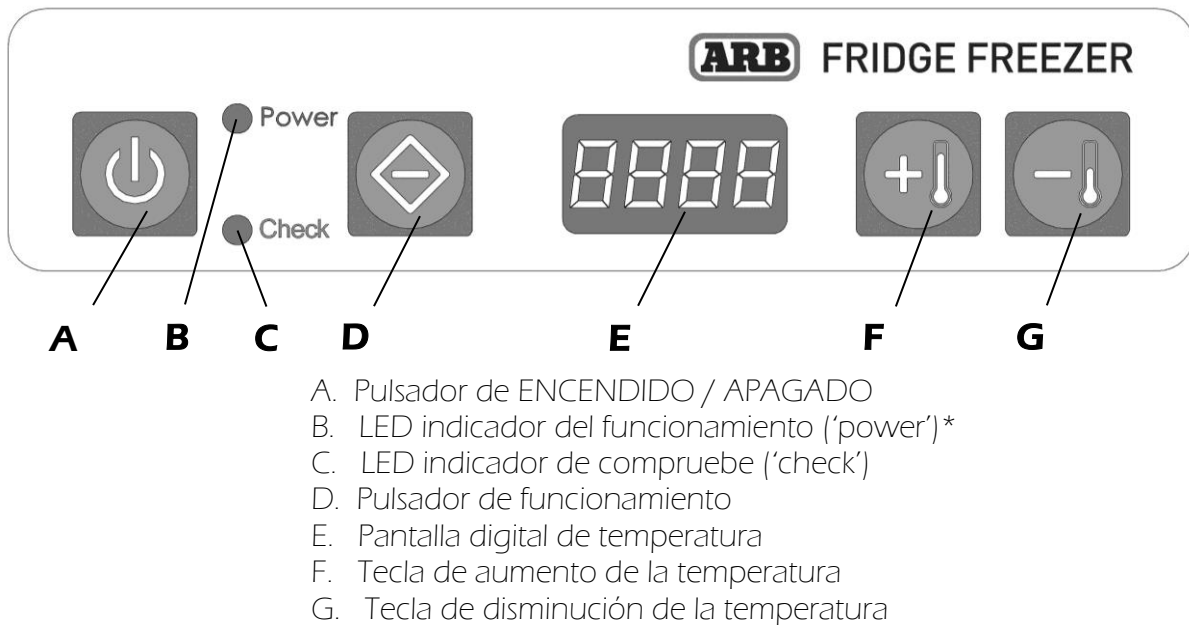 ARB FRIDGE FREEZER
Power
Check
A B C D E F G
A. Pulsador de ENCENDIDO / APAGADO
B. LED indicador del funcionamiento (‘power’)*
C. LED indicador de compruebe (‘check’)
D. Pulsador de funcionamiento
E. Pantalla digital de temperatura
F. Tecla de aumento de la temperatura
G. Tecla de disminución de la temperatura